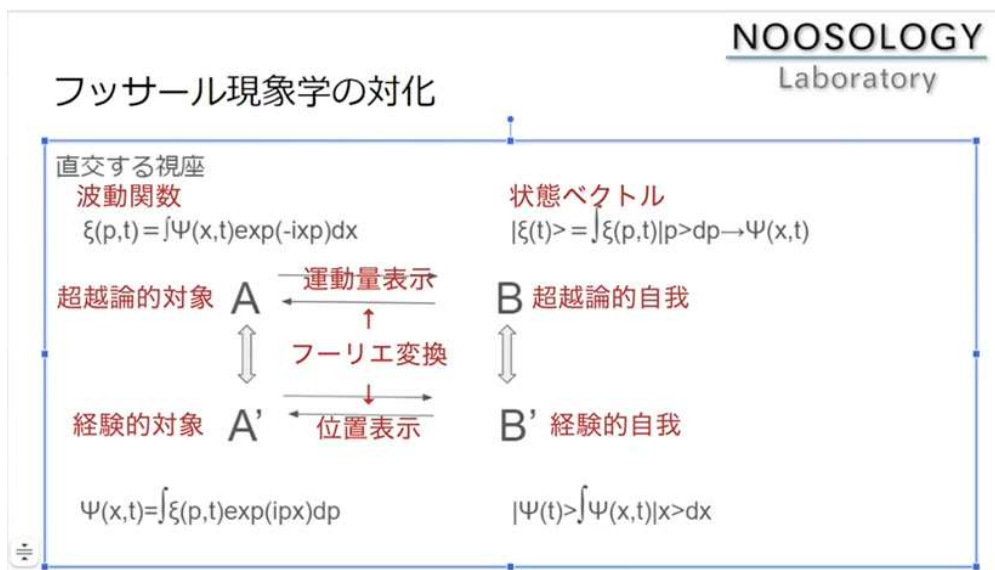 NOOSOLOGY
Laboratory
フッサール現象学の対化
直交する視座
波動関数
状態ベクトル
ξ(p,t)=∫Ψ(x,t)exp(-ixp)dx
|ξ(t)> =∫ξ(p,t)|p>dp→Ψ(x,t)
超越論的対象 A 運動量表示 B 超越論的自我
↑
フーリエ変換
↓
経験的対象 A’ 位置表示 B’ 経験的自我
Ψ(x,t)=∫ξ(p,t)exp(ipx)dp
|Ψ(t)>∫Ψ(x,t)|x>dx